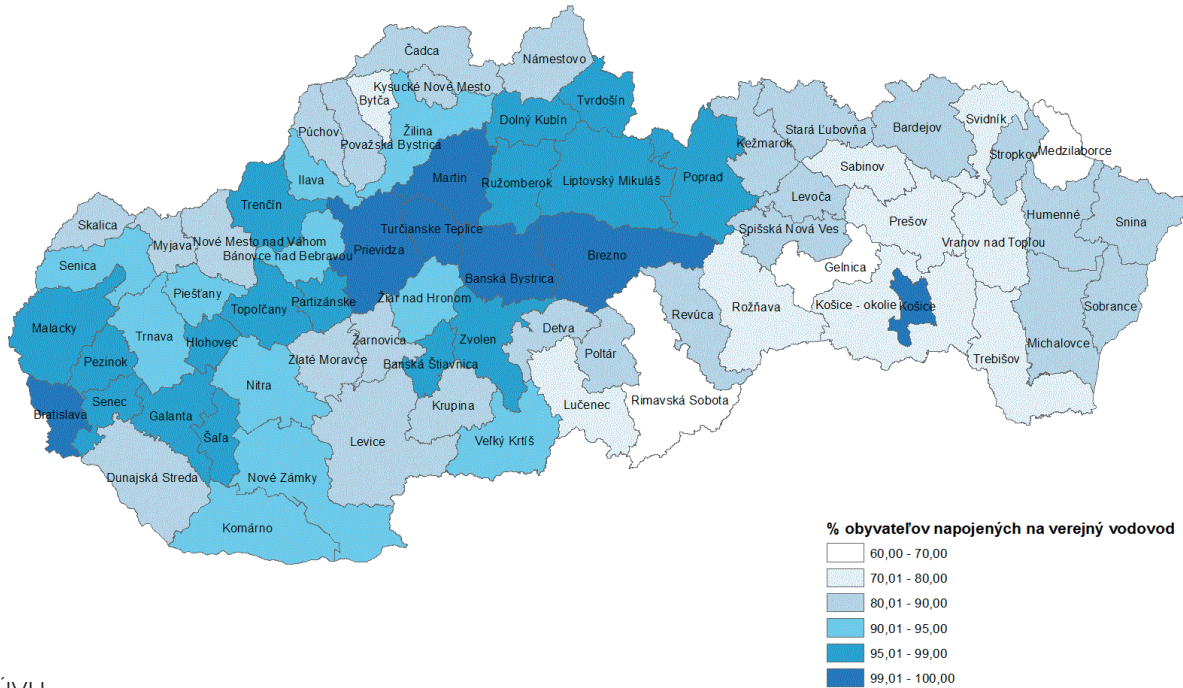 Čadca
Námestovo
Kysucké Nové Mesto
Bytča
Tvrdošín
Dolný Kubín
Púchov
Žilina
Považská Bystrica
Svidník
Bardejov
Stará Ľubovňa
Medzilaborce
Stropkov
Kežmarok
Sabinov
Ilava
Martin
Ružomberok
Liptovský Mikuláš
Poprad
Levoča
Trenčín
Skalica
Myjava
Nové Mesto nad Váhom
Turčianske Teplice
Prešov
Humenné
Snina
Spišská Nová Ves
Vranov nad Topľou
Bánovce nad Bebravou
Prievidza
Brezno
Senica
Banská Bystrica
Gelnica
Piešťany
Topoľčany
Partizánske
Žiar nad Hronom
Rožňava
Košice - okolie
Košice
Sobrance
Malacky
Trnava
Hlohovec
Revúca
Detva
Zvolen
Žarnovica
Michalovce
Pezinok
Zlaté Moravce
Banská Štiavnica
Poltár
Trebišov
Nitra
Senec
Bratislava
Galanta
Šaľa
Krupina
Lučenec
Rimavská Sobota
Levice
Veľký Krtíš
Dunajská Streda
Nové Zámky
Komárno
% obyvateľov napojených na verejný vodovod
60,00 - 70,00
70,01 - 80,00
80,01 - 90,00
90,01 - 95,00
95,01 - 99,00
99,01 - 100,00